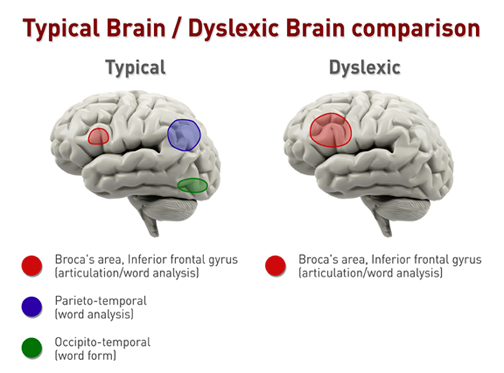 Typical Brain / Dyslexic Brain comparison
Typical
Dyslexic
Broca's area, Inferior frontal gyrus
(articulation/word analysis)
Parieto-temporal
(word analysis)
Occipito-temporal
(word form)
Broca's area, Inferior frontal gyrus
(articulation/word analysis)